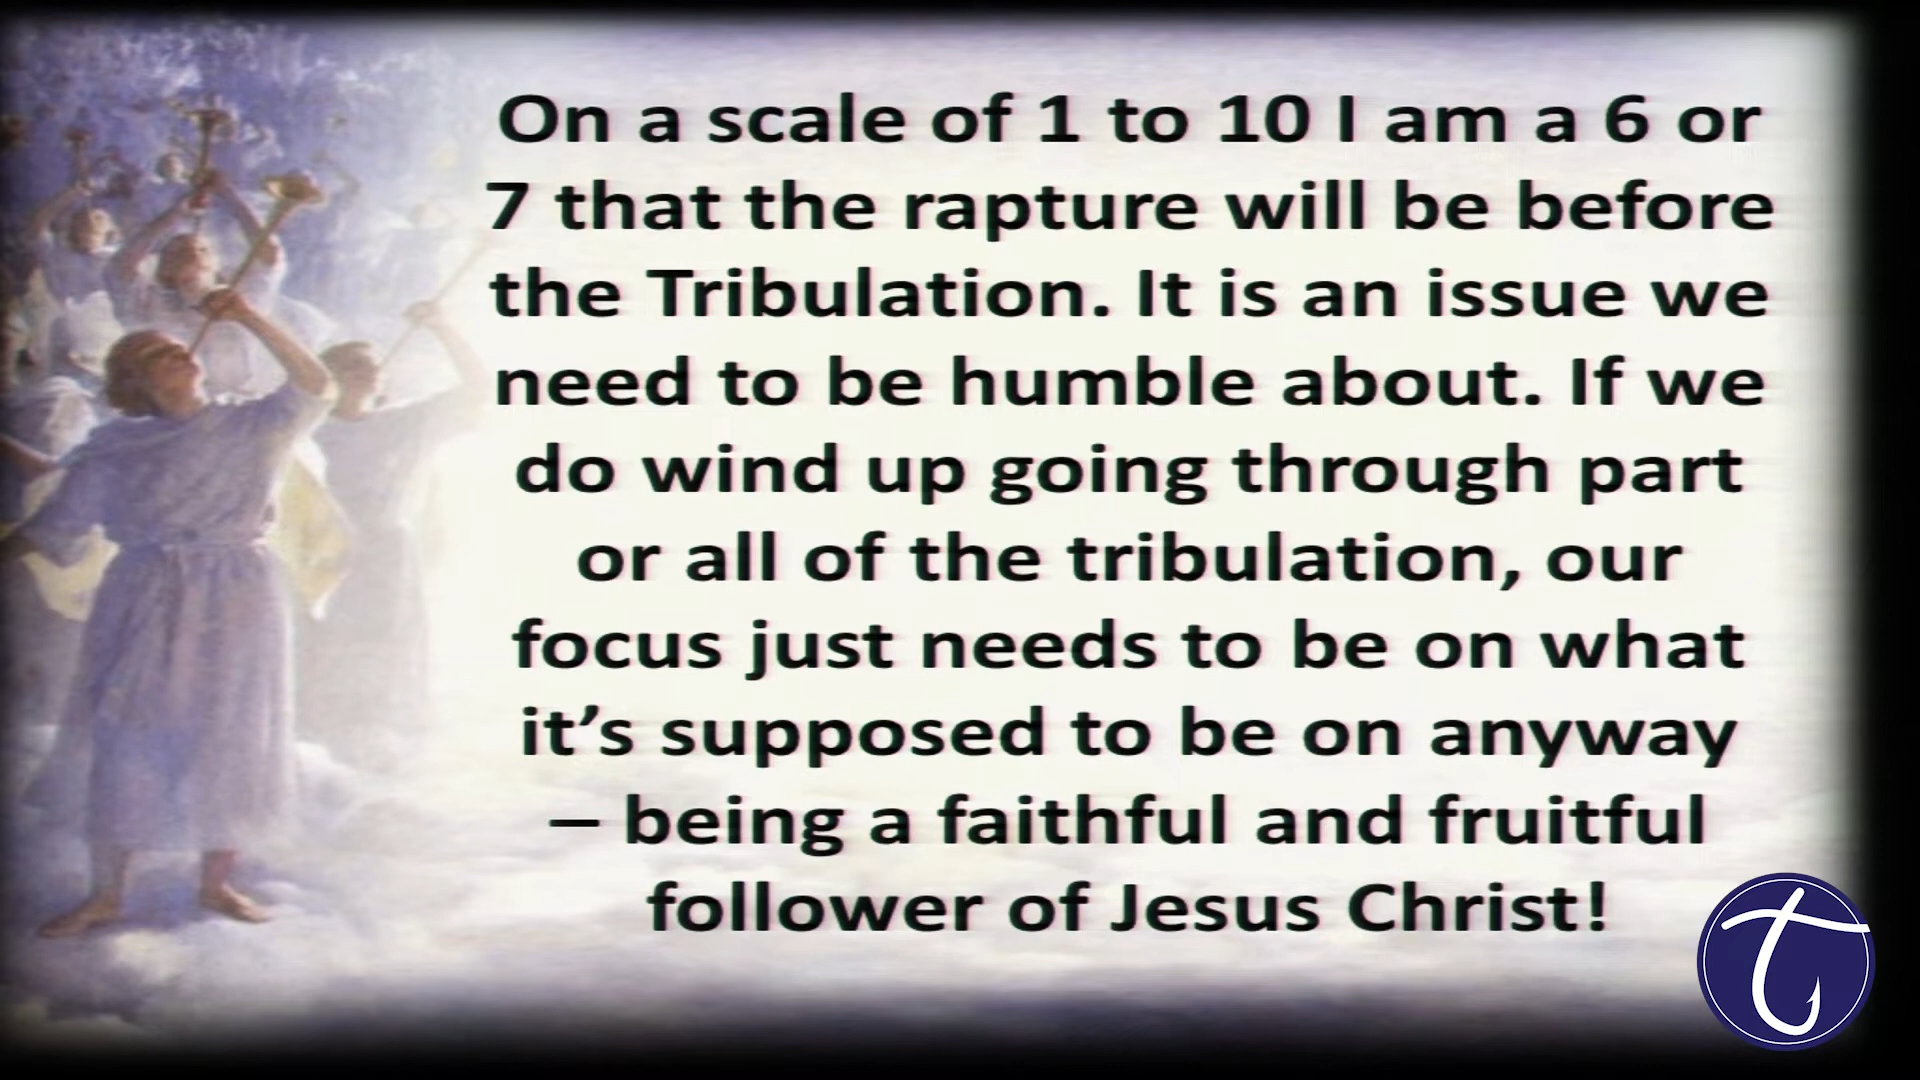 On a scale of 1 to 10 I am a 6 or
7 that the rapture will be before
the Tribulation. It is an issue we
need to be humble about. If we
do wind up going through part
or all of the tribulation, our
focus just needs to be on what
it’s supposed to be on anyway
– being a faithful and fruitful
follower of Jesus Christ!